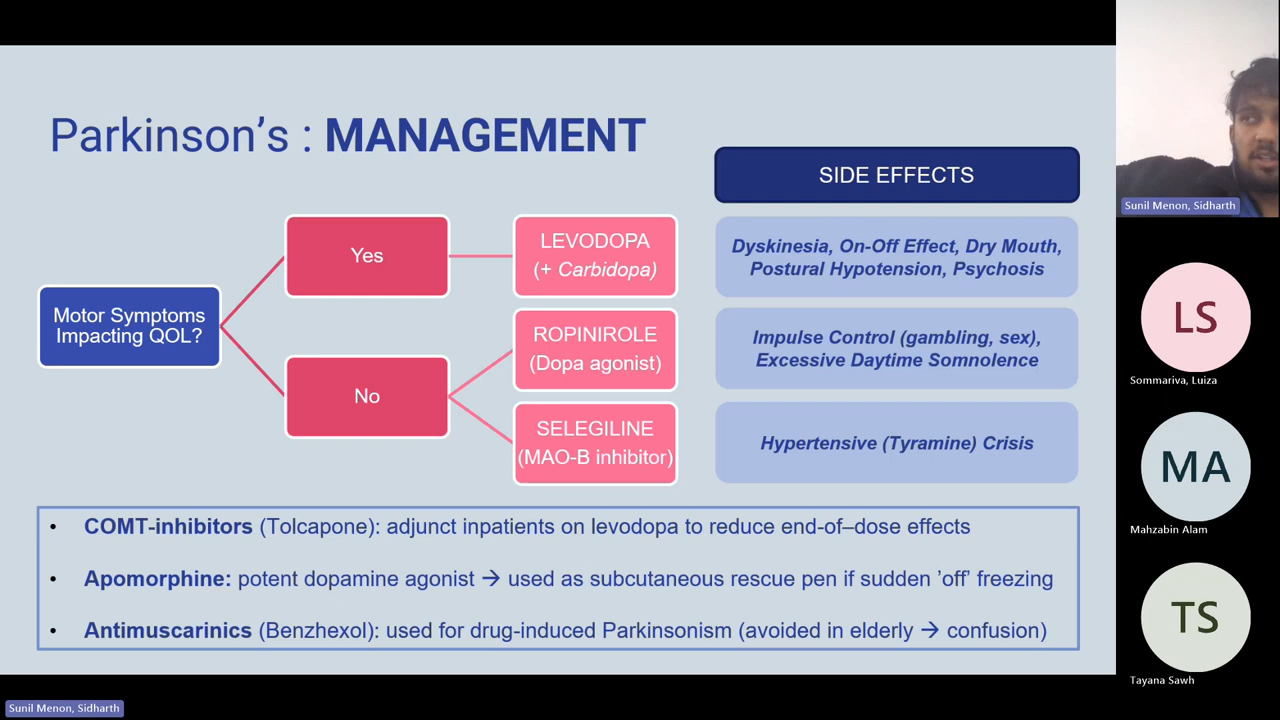 Parkinson's : MANAGEMENT
SIDE EFFECTS
Motor Symptoms
Impacting QOL?
Yes
LEVODOPA
(+ Carbidopa)
Dyskinesia, On-Off Effect, Dry Mouth,
Postural Hypotension, Psychosis
No
ROPINIROLE
(Dopa agonist)
Impulse Control (gambling, sex),
Excessive Daytime Somnolence
SELEGILINE
(MAO-B inhibitor)
Hypertensive (Tyramine) Crisis
• COMT-inhibitors (Tolcapone): adjunct inpatients on levodopa to reduce end-of–dose effects
• Apomorphine: potent dopamine agonist → used as subcutaneous rescue pen if sudden 'off' freezing
• Antimuscarinics (Benzhexol): used for drug-induced Parkinsonism (avoided in elderly → confusion)
Sunil Menon, Sidharth
LS
Sommariva, Luiza
MA
Mahzabin Alam
TS
Tayana Sawh
Sunil Menon, Sidharth